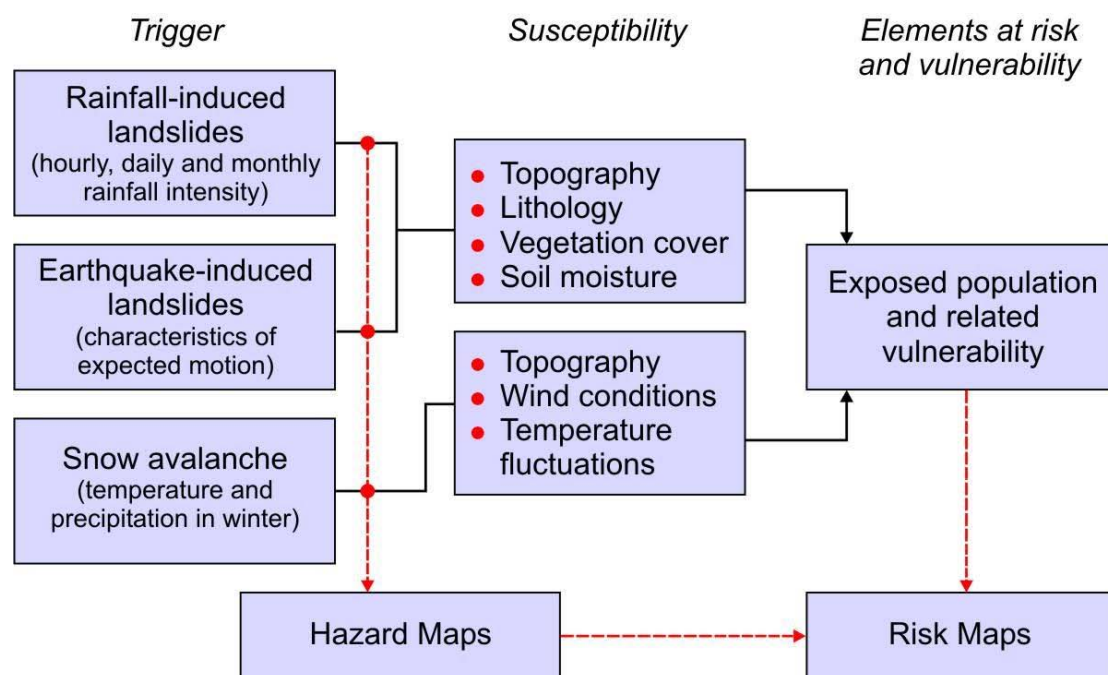 Trigger
Susceptibility
Elements at risk
and vulnerability
Rainfall-induced
landslides
(hourly, daily and monthly
rainfall intensity)
Earthquake-induced
landslides
(characteristics of
expected motion)
Snow avalanche
(temperature and
precipitation in winter)
Topography
Lithology
Vegetation cover
Soil moisture
Topography
Wind conditions
Temperature
fluctuations
Exposed population
and related
vulnerability
Hazard Maps
Risk Maps